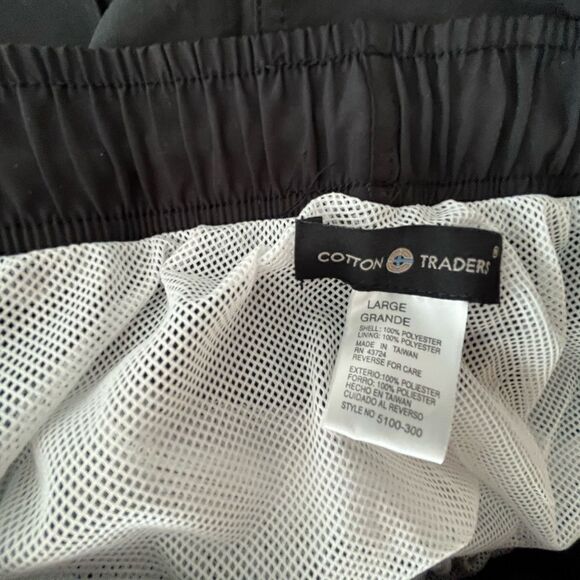 COTTON TRADERS®
LARGE
GRANDE
SHELL: 100% POLYESTER
LINING: 100% POLYESTER
MADE IN TAIWAN
RN 43724
REVERSE FOR CARE
EXTERIO:100% POLIESTER
FORRO: 100% POLIESTER
HECHO EN TAIWAN
CUIDADO AL REVERSO
STYLE NO 5100-300